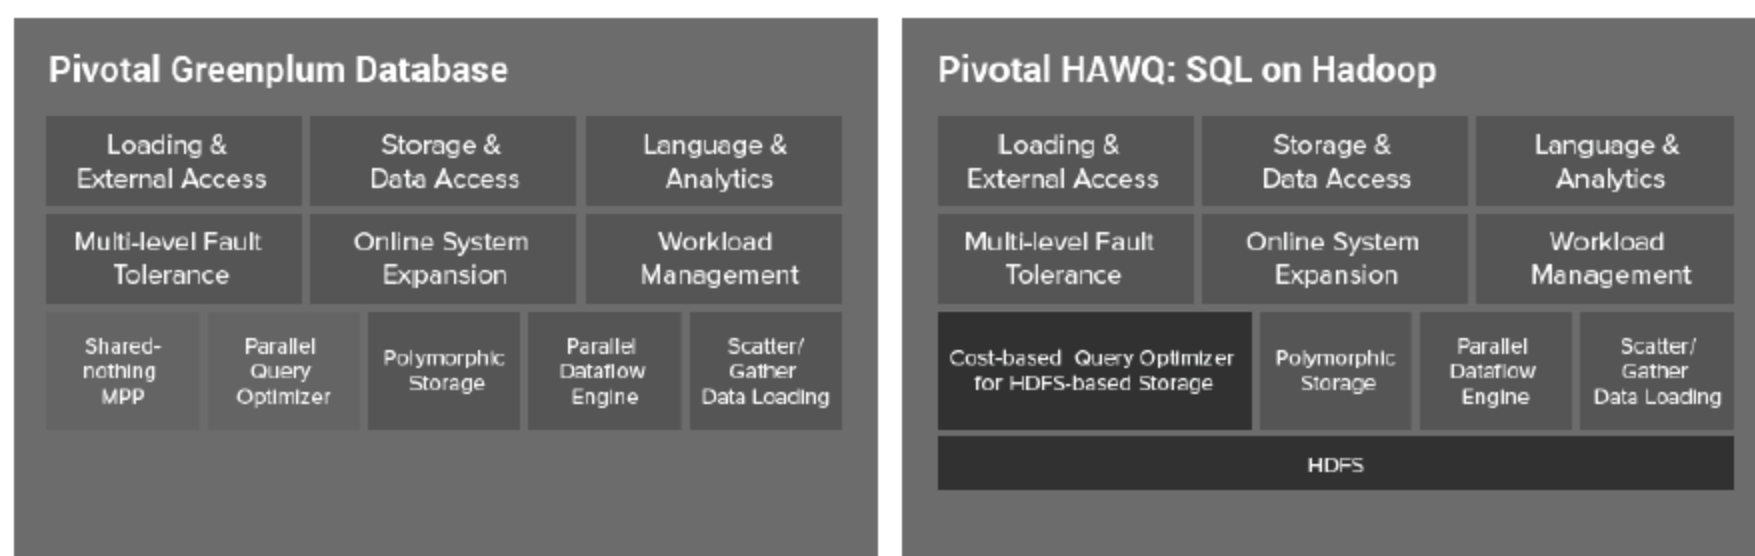 Pivotal Greenplum Database
Loading &
External Access
Storage &
Data Access
Language &
Analytics
Multi-level Fault
Tolerance
Online System
Expansion
Workload
Management
Shared-
nothing
MPP
Parallel
Query
Optimizer
Polymorphic
Storage
Parallel
Dataflow
Engine
Scatter/
Gather
Data Loading
Pivotal HAWQ: SQL on Hadoop
Loading &
External Access
Storage &
Data Access
Language &
Analytics
Multi-level Fault
Tolerance
Online System
Expansion
Workload
Management
Cost-based Query Optimizer
for HDFS-based Storage
Polymorphic
Storage
Parallel
Dataflow
Engine
Scatter/
Gather
Data Loading
HDFS